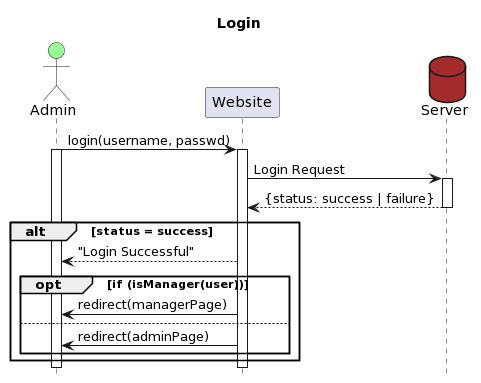 Login
Admin
Website
Server
login(username, passwd)
Login Request
{status: success | failure}
alt [status = success]
"Login Successful"
opt [if (isManager(user))]
redirect(managerPage)
redirect(adminPage)